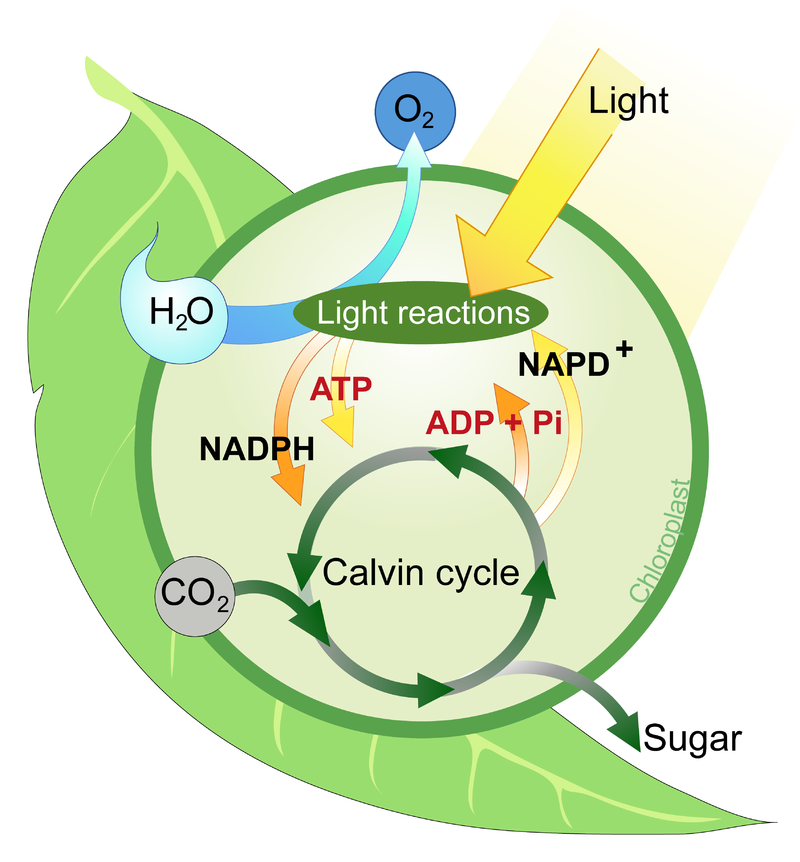 O₂
Light
H₂O
Light reactions
NAPD⁺
ATP
ADP + Pi
NADPH
Chloroplast
Calvin cycle
CO₂
Sugar